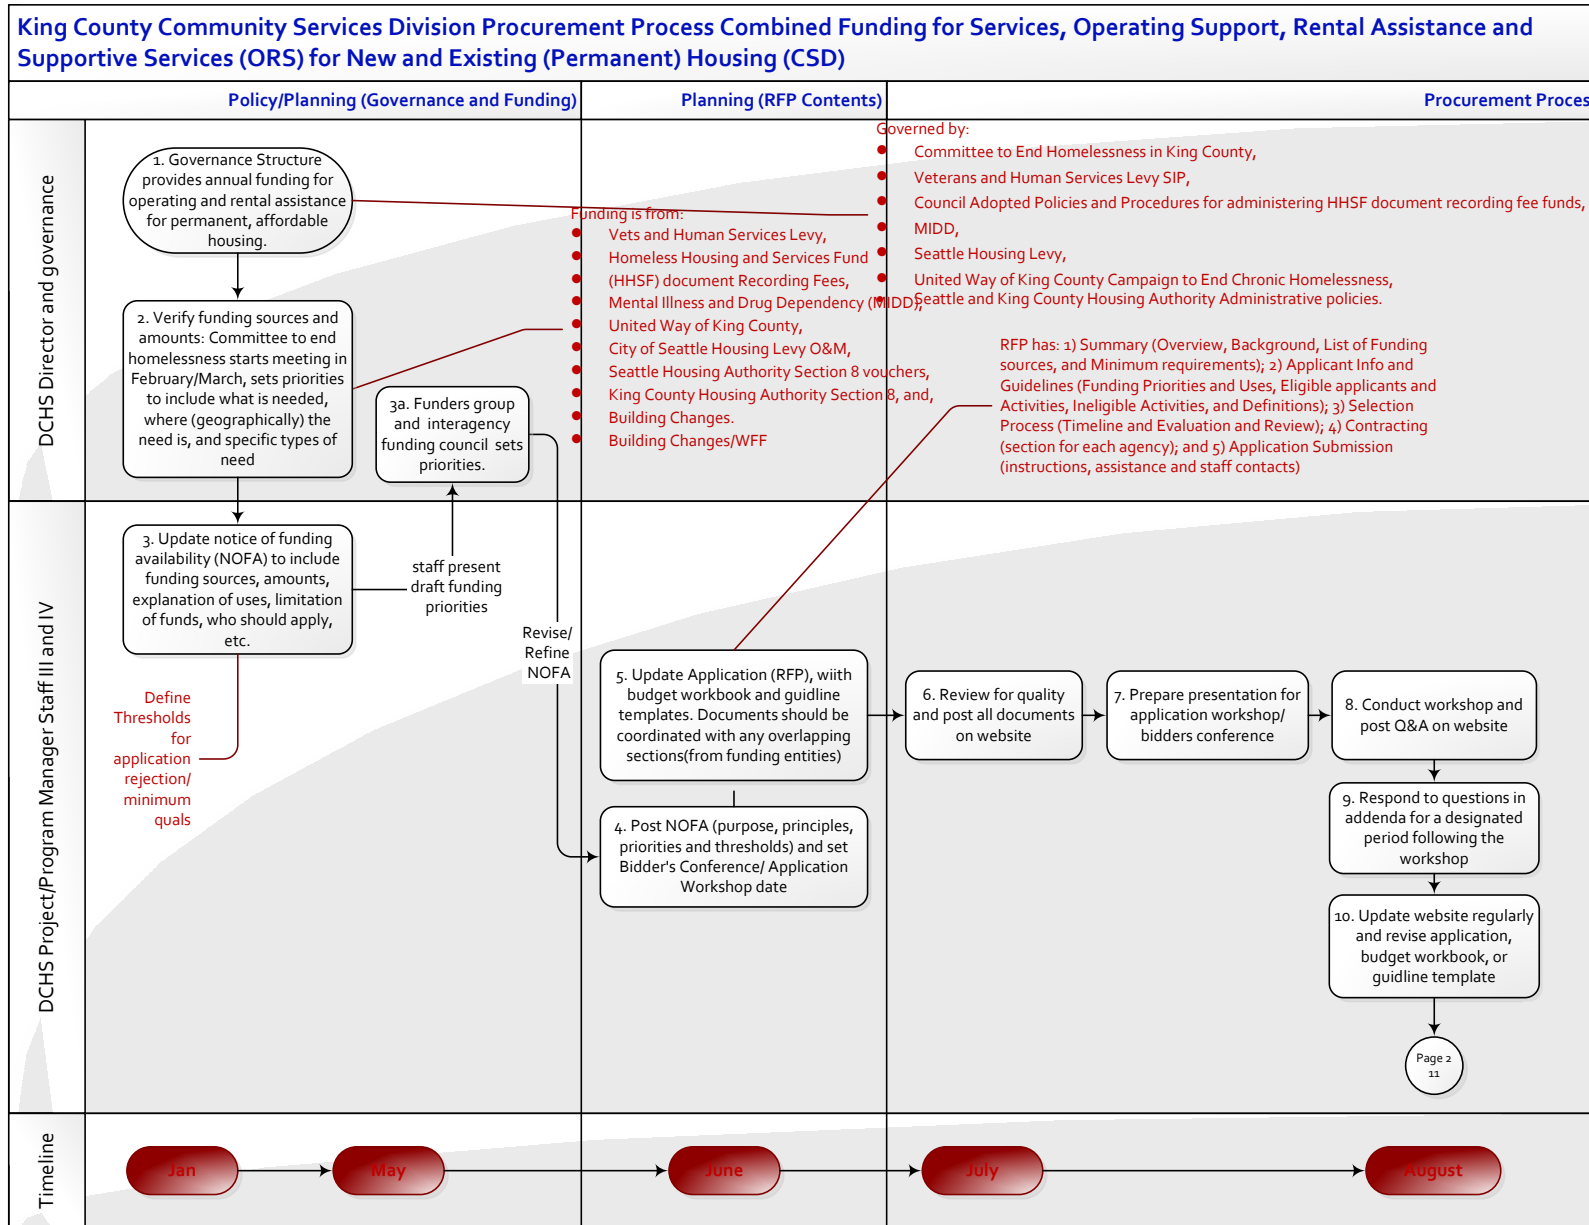 King County Community Services Division Procurement Process Combined Funding for Services, Operating Support, Rental Assistance and
Supportive Services (ORS) for New and Existing (Permanent) Housing (CSD)
Policy/Planning (Governance and Funding)
Planning (RFP Contents)
Procurement Proces
DCHS Director and governance
1. Governance Structure
provides annual funding for
operating and rental assistance
for permanent, affordable
housing.
2. Verify funding sources and
amounts: Committee to end
homelessness starts meeting in
February/March, sets priorities
to include what is needed,
where (geographically) the
need is, and specific types of
need
3a. Funders group
and interagency
funding council sets
priorities.
Funding is from:
Vets and Human Services Levy,
Homeless Housing and Services Fund
(HHSF) document Recording Fees,
Mental Illness and Drug Dependency (MIDD),
United Way of King County,
City of Seattle Housing Levy O&M,
Seattle Housing Authority Section 8 vouchers,
King County Housing Authority Section 8, and,
Building Changes.
Building Changes/WFF
Governed by:
Committee to End Homelessness in King County,
Veterans and Human Services Levy SIP,
Council Adopted Policies and Procedures for administering HHSF document recording fee funds,
MIDD,
Seattle Housing Levy,
United Way of King County Campaign to End Chronic Homelessness,
Seattle and King County Housing Authority Administrative policies.
RFP has: 1) Summary (Overview, Background, List of Funding
sources, and Minimum requirements); 2) Applicant Info and
Guidelines (Funding Priorities and Uses, Eligible applicants and
Activities, Ineligible Activities, and Definitions); 3) Selection
Process (Timeline and Evaluation and Review); 4) Contracting
(section for each agency); and 5) Application Submission
(instructions, assistance and staff contacts)
DCHS Project/Program Manager Staff III and IV
3. Update notice of funding
availability (NOFA) to include
funding sources, amounts,
explanation of uses, limitation
of funds, who should apply,
etc.
staff present
draft funding
priorities
Revise/
Refine
NOFA
Define
Thresholds
for
application
rejection/
minimum
quals
5. Update Application (RFP), wiith
budget workbook and guidline
templates. Documents should be
coordinated with any overlapping
sections(from funding entities)
4. Post NOFA (purpose, principles,
priorities and thresholds) and set
Bidder's Conference/ Application
Workshop date
6. Review for quality
and post all documents
on website
7. Prepare presentation for
application workshop/
bidders conference
8. Conduct workshop and
post Q&A on website
9. Respond to questions in
addenda for a designated
period following the
workshop
10. Update website regularly
and revise application,
budget workbook, or
guidline template
Page 2
11
Timeline
Jan
May
June
July
August